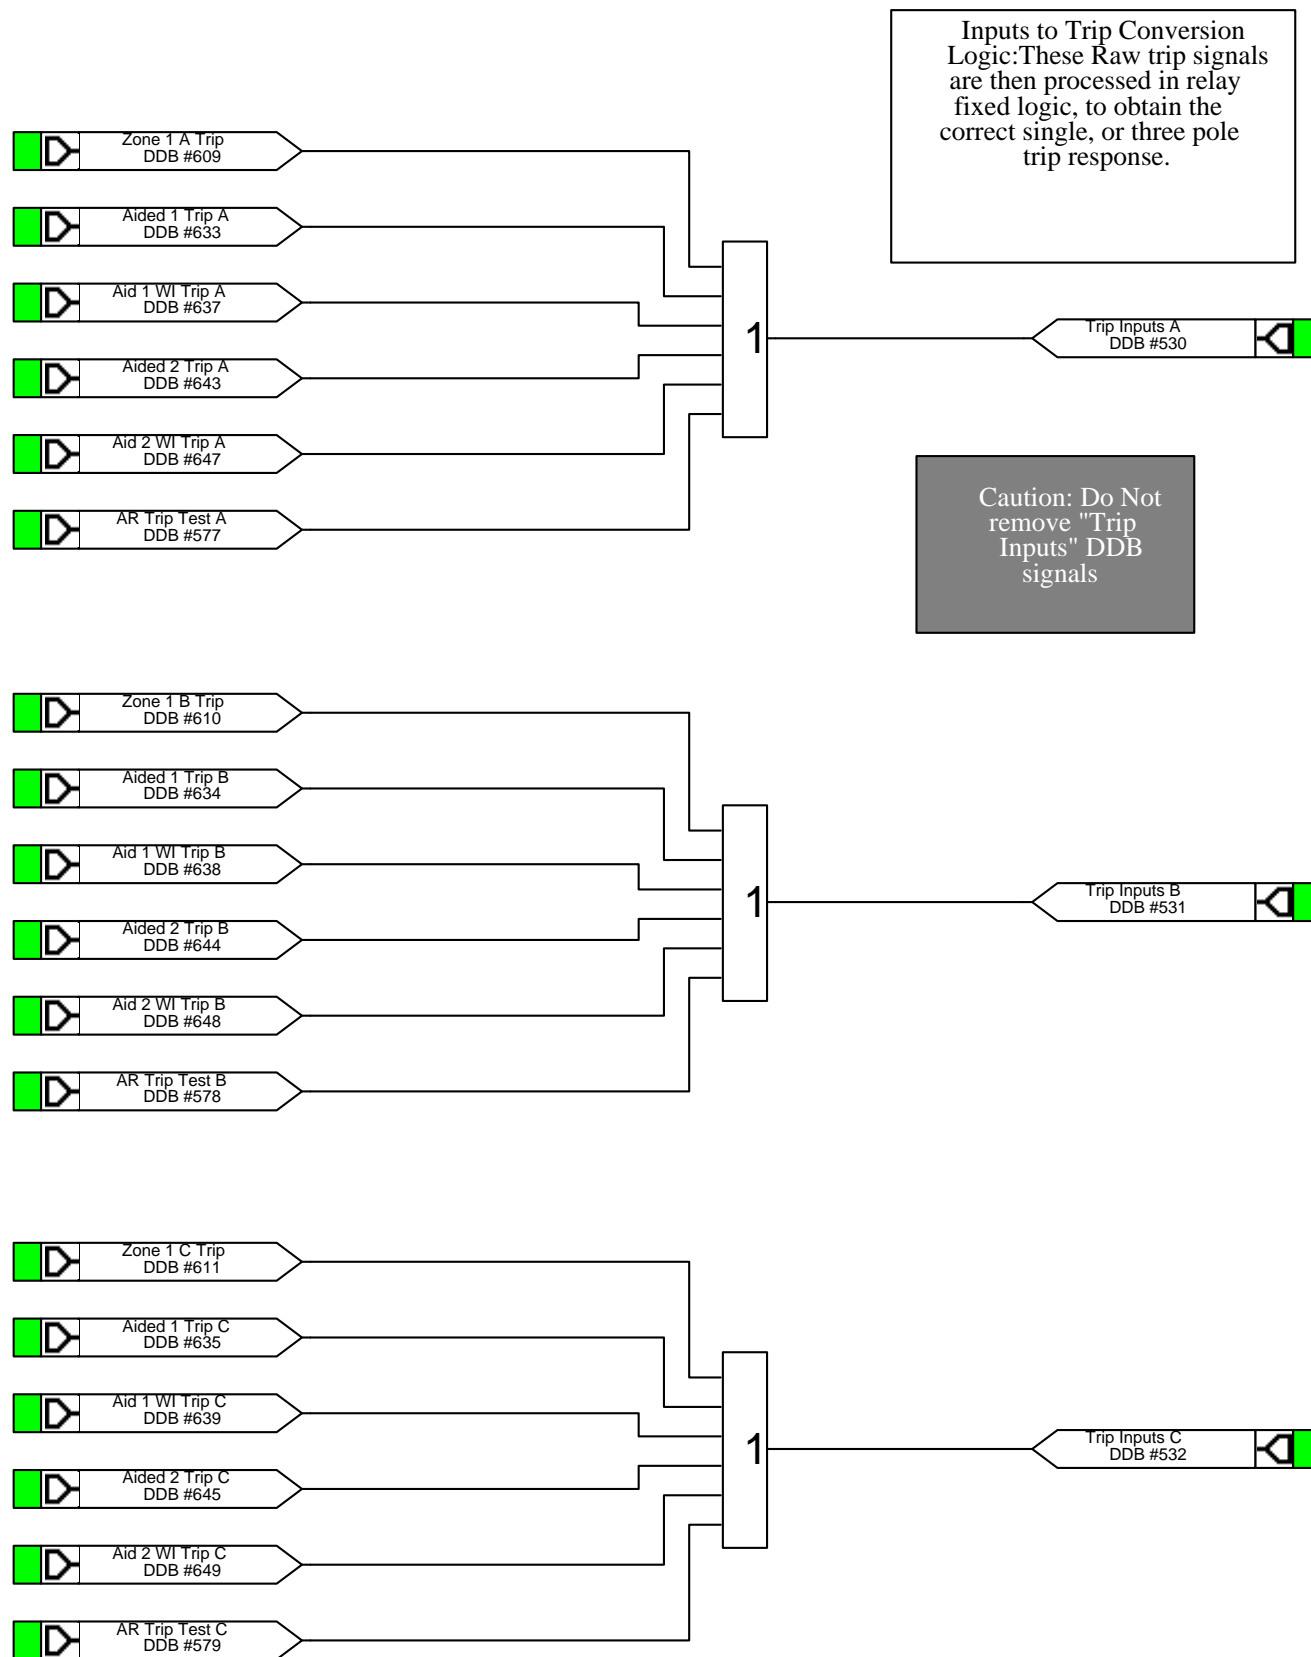 Inputs to Trip Conversion
Logic:These Raw trip signals
are then processed in relay
fixed logic, to obtain the
correct single, or three pole
trip response.
Zone 1 A Trip
DDB #609
Aided 1 Trip A
DDB #633
Aid 1 WI Trip A
DDB #637
Aided 2 Trip A
DDB #643
Aid 2 WI Trip A
DDB #647
AR Trip Test A
DDB #577
1
Trip Inputs A
DDB #530
Caution: Do Not
remove "Trip
Inputs" DDB
signals
Zone 1 B Trip
DDB #610
Aided 1 Trip B
DDB #634
Aid 1 WI Trip B
DDB #638
Aided 2 Trip B
DDB #644
Aid 2 WI Trip B
DDB #648
AR Trip Test B
DDB #578
1
Trip Inputs B
DDB #531
Zone 1 C Trip
DDB #611
Aided 1 Trip C
DDB #635
Aid 1 WI Trip C
DDB #639
Aided 2 Trip C
DDB #645
Aid 2 WI Trip C
DDB #649
AR Trip Test C
DDB #579
1
Trip Inputs C
DDB #532